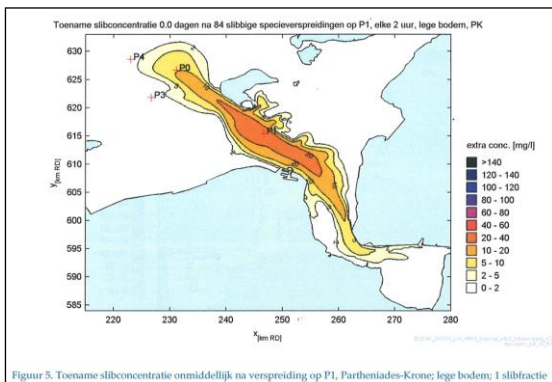 Toename slibconcentratie 0.0 dagen na 84 slibbige specieverspreidingen op P1, elke 2 uur, lege bodem, PK
630
625
620
615
610
605
600
595
590
585
y [km RD]
P4
P0
P3
P1
220
230
240
250
260
270
280
x [km RD]
extra conc. [mg/l]
>140
120 - 140
100 - 120
80 - 100
60 - 80
40 - 60
20 - 40
10 - 20
5 - 10
2 - 5
0 - 2
Figuur 5. Toename slibconcentratie onmiddellijk na verspreiding op P1, Partheniades-Krone; lege bodem; 1 slibfractie